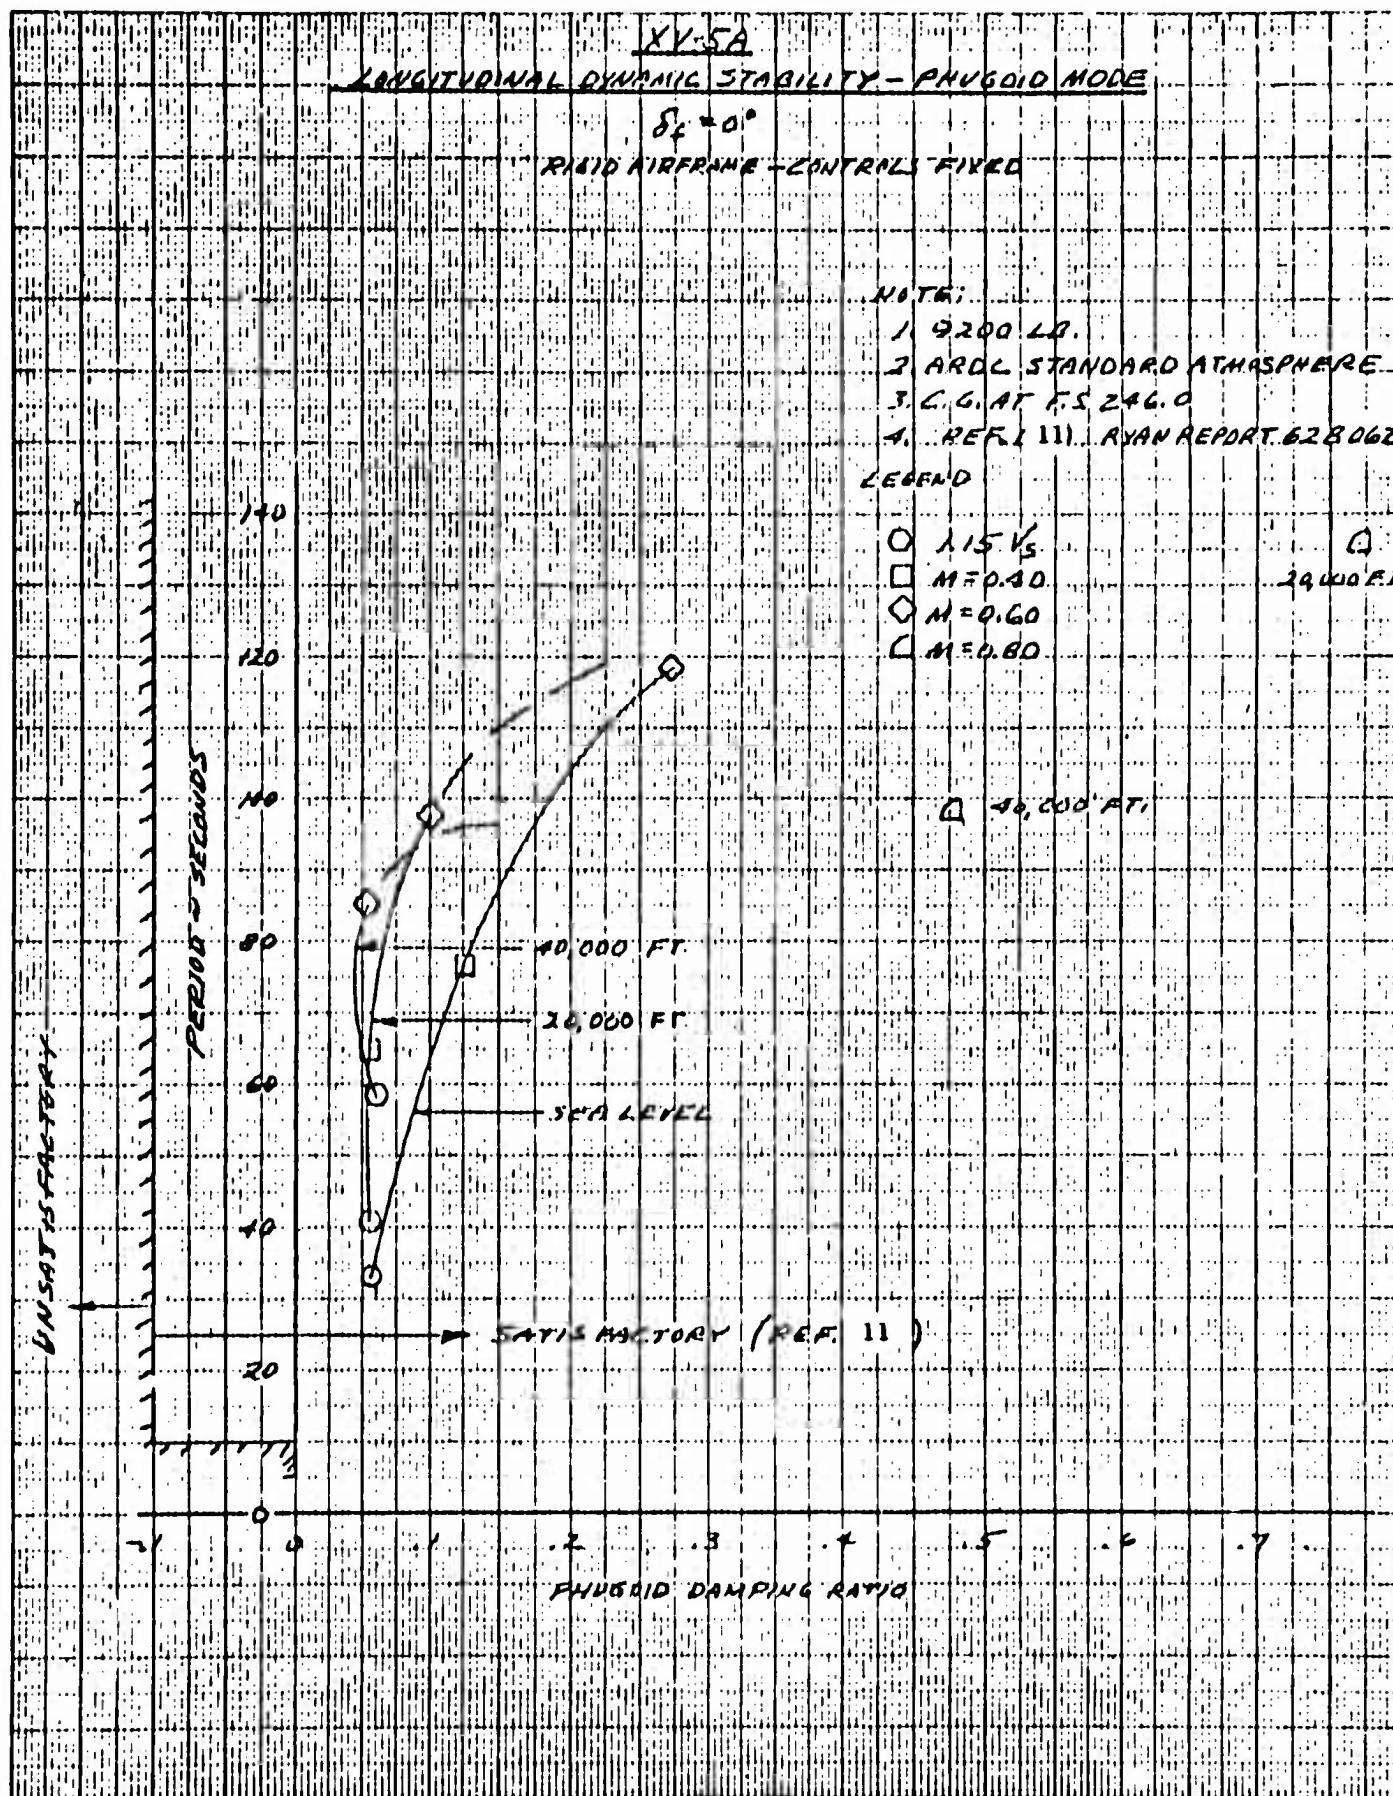 XV-5A
LONGITUDINAL DYNAMIC STABILITY - PHUGOID MODE
δf = 0°
RIGID AIRFRAME - CONTROLS FIXED
NOTE:
1. 9200 LB.
2. ARDC STANDARD ATMOSPHERE
3. C.G. AT F.S 246.0
4. REF. (11) RYAN REPORT 62B062
LEGEND
1.15 Vs
M=0.40
M=0.60
M=0.80
20,000 F
40,000 FT.
140
120
100
80
60
40
20
0
PERIOD ~ SECONDS
UNSATISFACTORY
40,000 FT.
20,000 FT
SEA LEVEL
SATISFACTORY (REF. 11)
-.1 0 .1 .2 .3 .4 .5 .6 .7
PHUGOID DAMPING RATIO